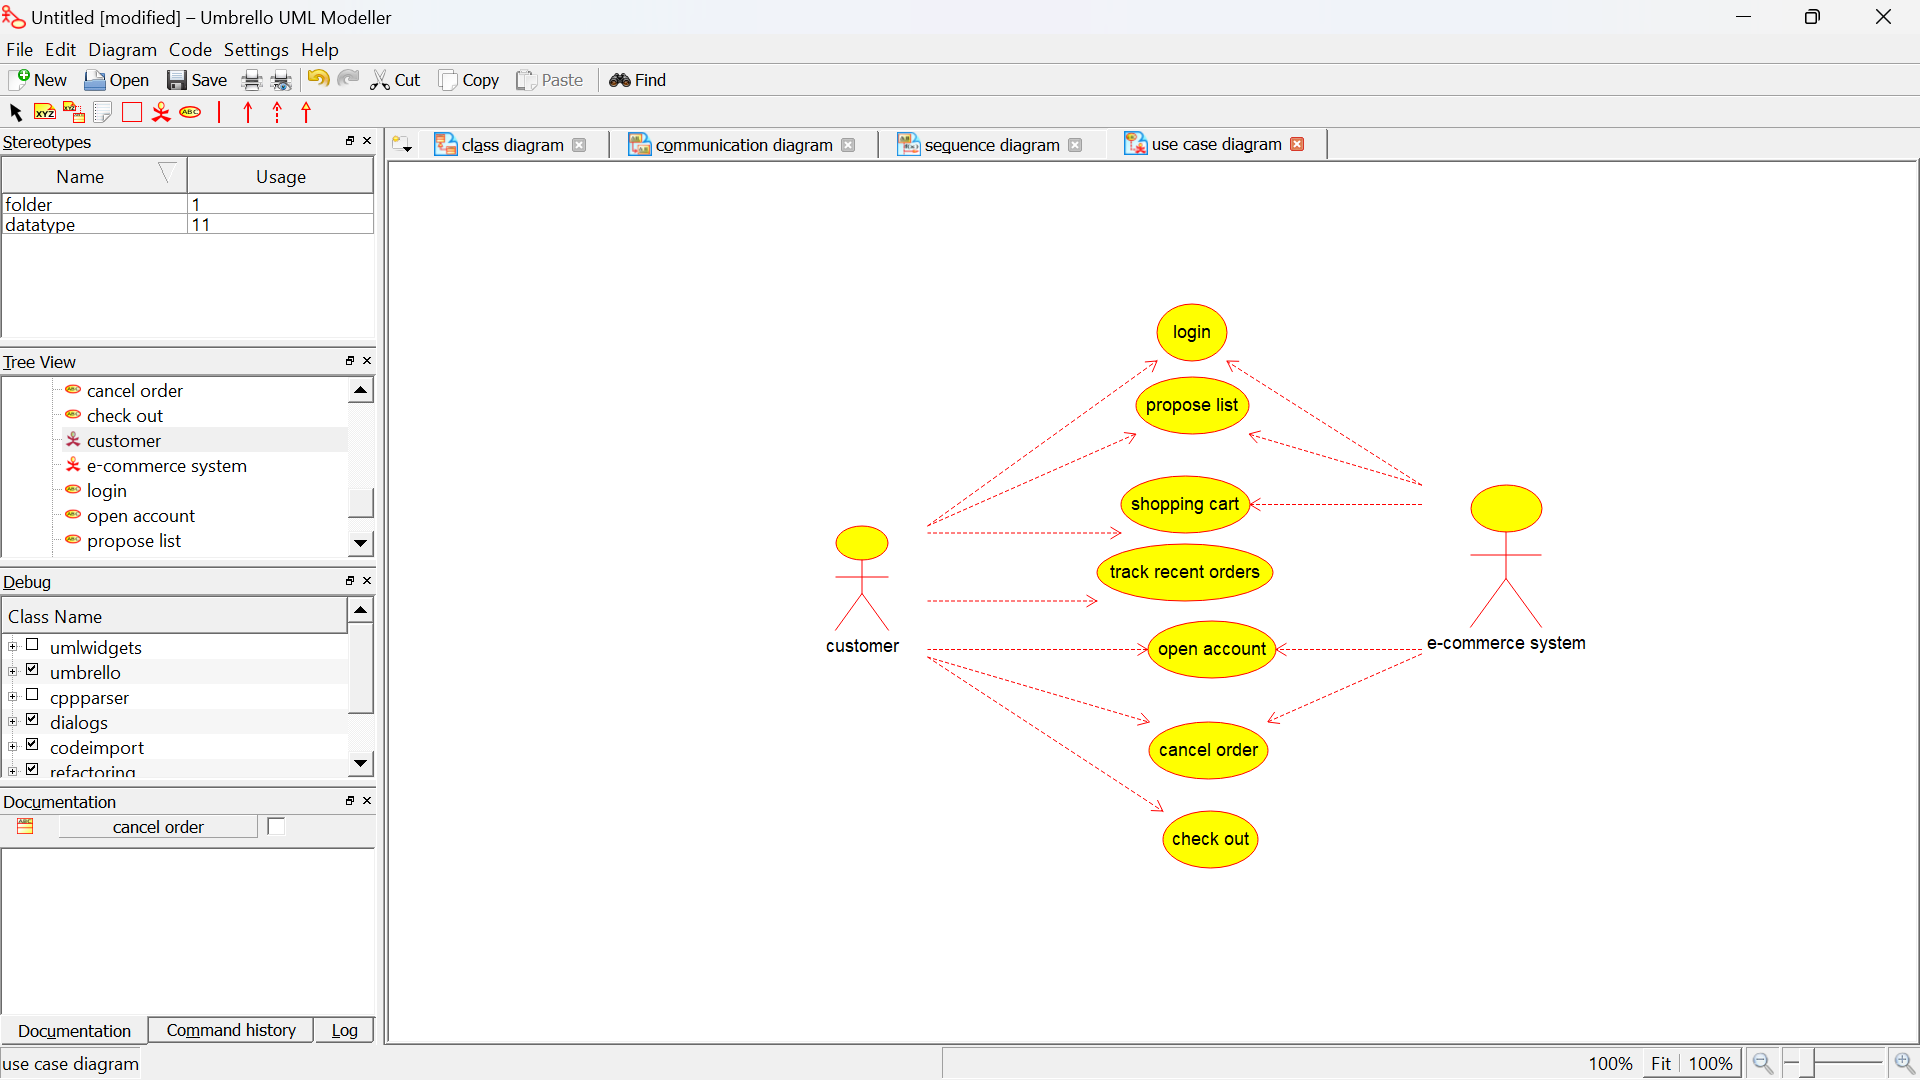 Untitled [modified] – Umbrello UML Modeller
File Edit Diagram Code Settings Help
New Open Save Cut Copy Paste Find
XYZ ABC
Stereotypes
Name Usage
folder 1
datatype 11
Tree View
cancel order
check out
customer
e-commerce system
login
open account
propose list
Debug
Class Name
umlwidgets
umbrello
cppparser
dialogs
codeimport
refactoring
Documentation
cancel order
Documentation Command history Log
use case diagram
class diagram communication diagram sequence diagram use case diagram
login
propose list
shopping cart
track recent orders
customer
open account
e-commerce system
cancel order
check out
100% Fit 100%